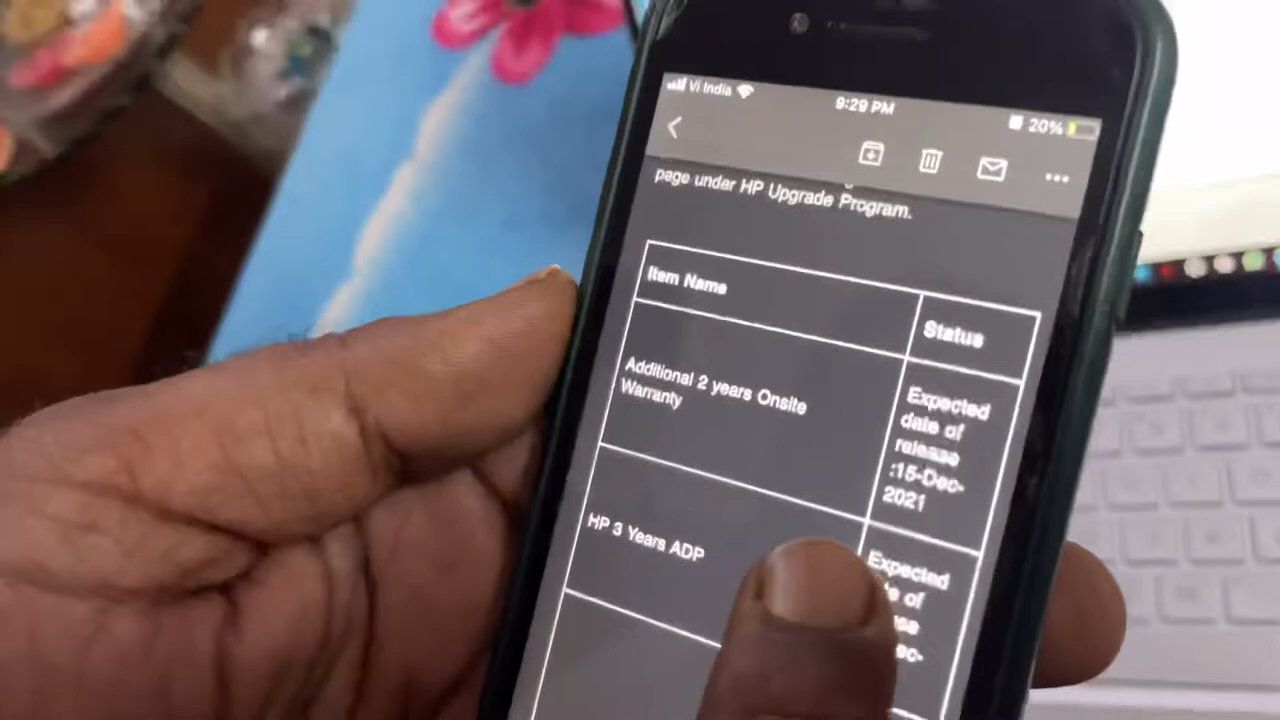 Vi India
9:29 PM
20%
page under HP Upgrade Program.
Item Name
Status
Additional 2 years Onsite
Warranty
Expected
date of
release
:15-Dec-
2021
HP 3 Years ADP
Expected
of